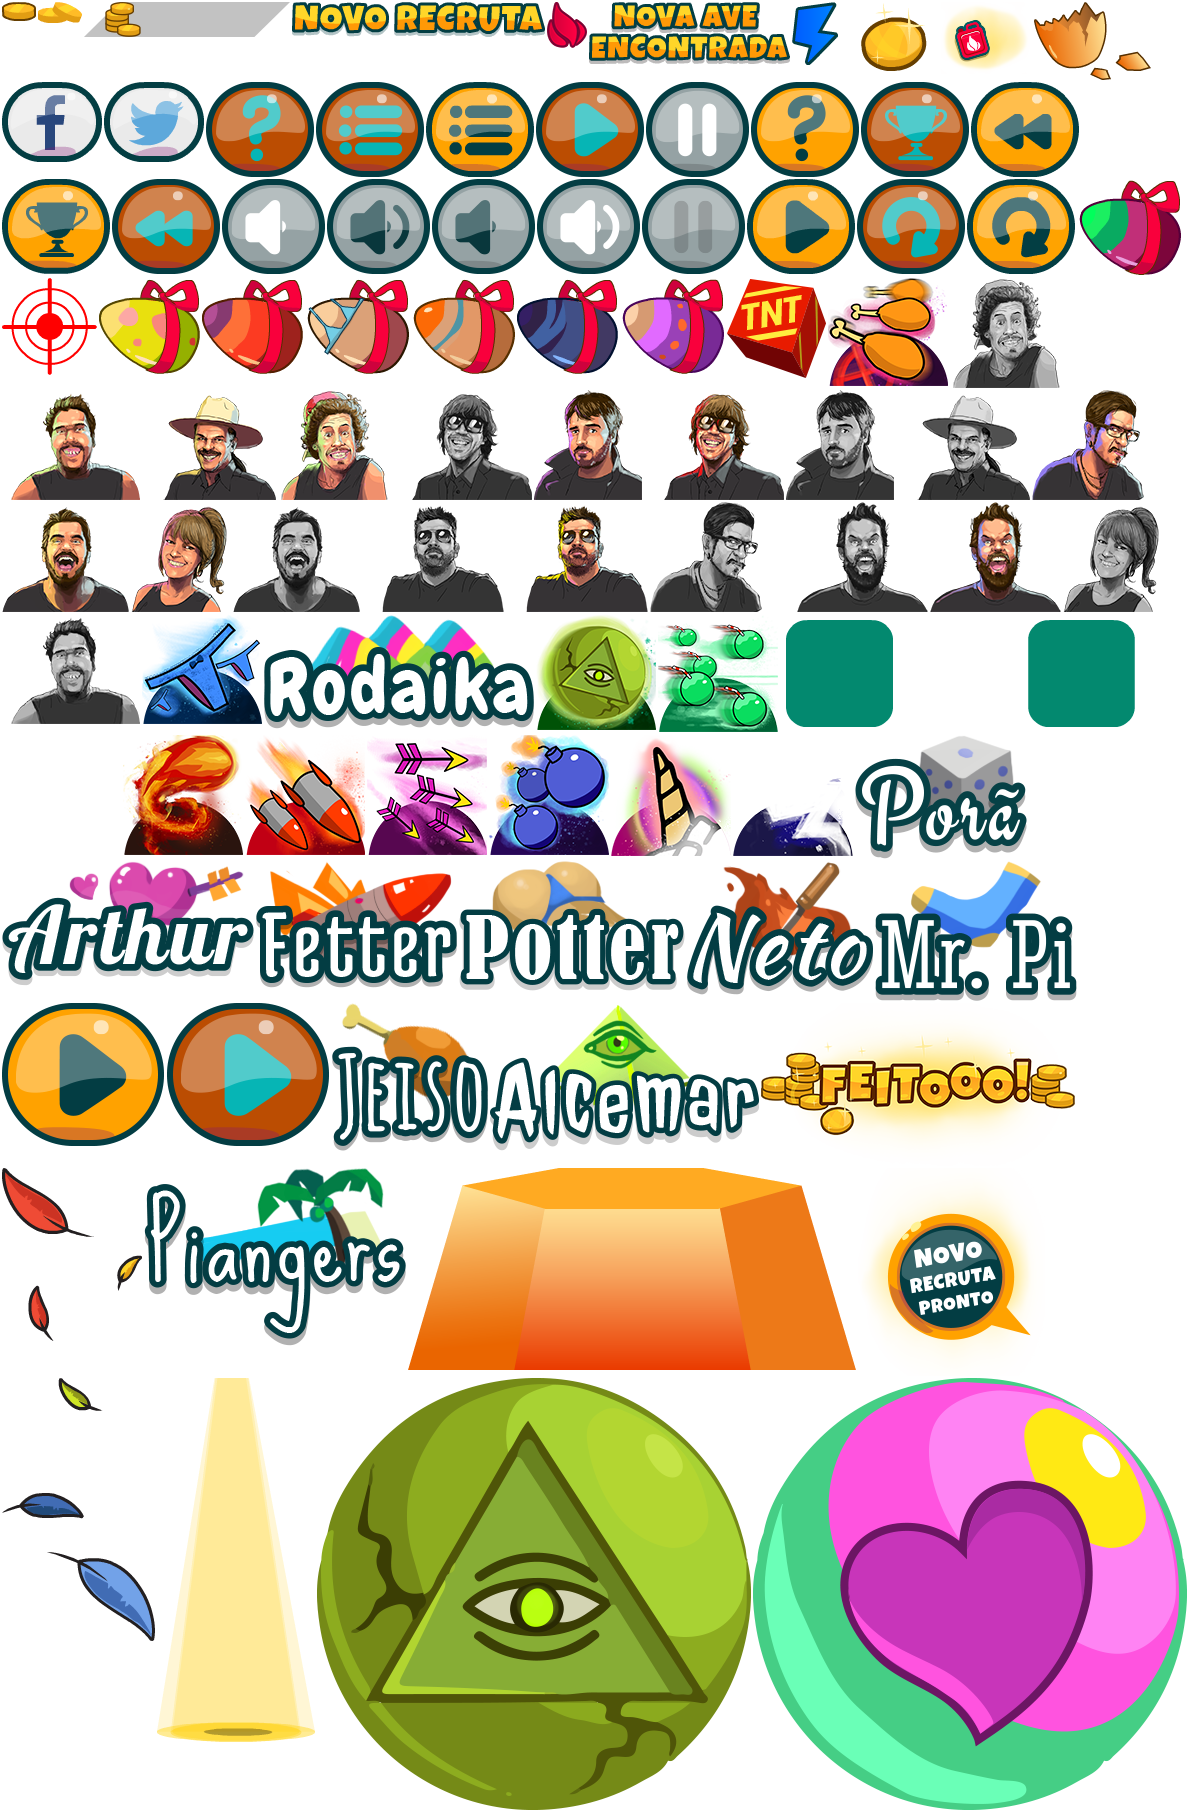 NOVO RECRUTA
NOVA AVE
ENCONTRADA
f
?
?
?
TNT
Rodaika
Porã
Arthur
Fetter
Potter
Neto
Mr. Pi
JEISO
Alcemar
FEITOOO!
Piangers
NOVO
RECRUTA
PRONTO